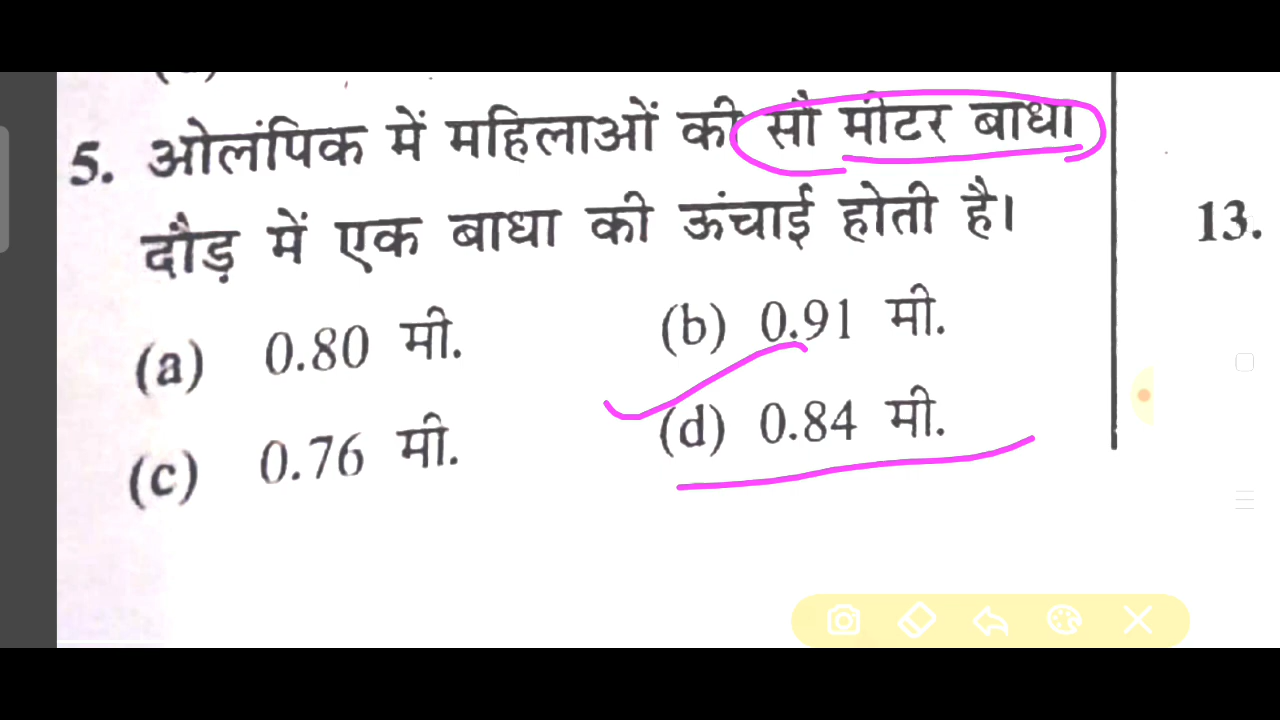 5. ओलंपिक में महिलाओं की सौ मीटर बाधा
दौड़ में एक बाधा की ऊंचाई होती है।
(a) 0.80 मी. (b) 0.91 मी.
(c) 0.76 मी. (d) 0.84 मी.
13.